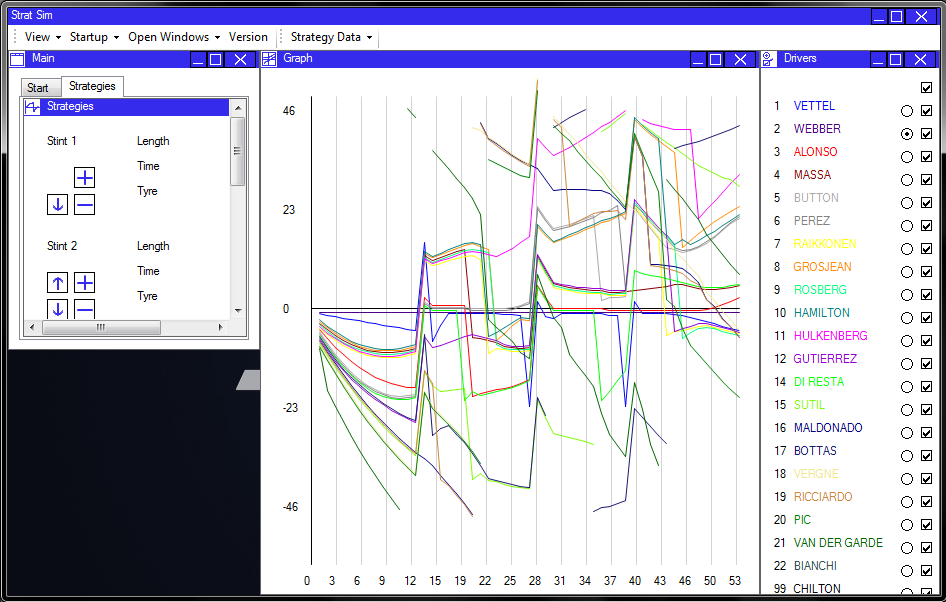 Strat Sim
View Startup Open Windows Version Strategy Data
Main
Start Strategies
Strategies
Stint 1 Length
Time
Tyre
Stint 2 Length
Time
Tyre
Graph
46
23
0
-23
-46
0 3 6 9 12 15 19 22 25 28 31 34 37 40 43 46 50 53
Drivers
1 VETTEL
2 WEBBER
3 ALONSO
4 MASSA
5 BUTTON
6 PEREZ
7 RAIKKONEN
8 GROSJEAN
9 ROSBERG
10 HAMILTON
11 HULKENBERG
12 GUTIERREZ
14 DI RESTA
15 SUTIL
16 MALDONADO
17 BOTTAS
18 VERGNE
19 RICCIARDO
20 PIC
21 VAN DER GARDE
22 BIANCHI
99 CHILTON